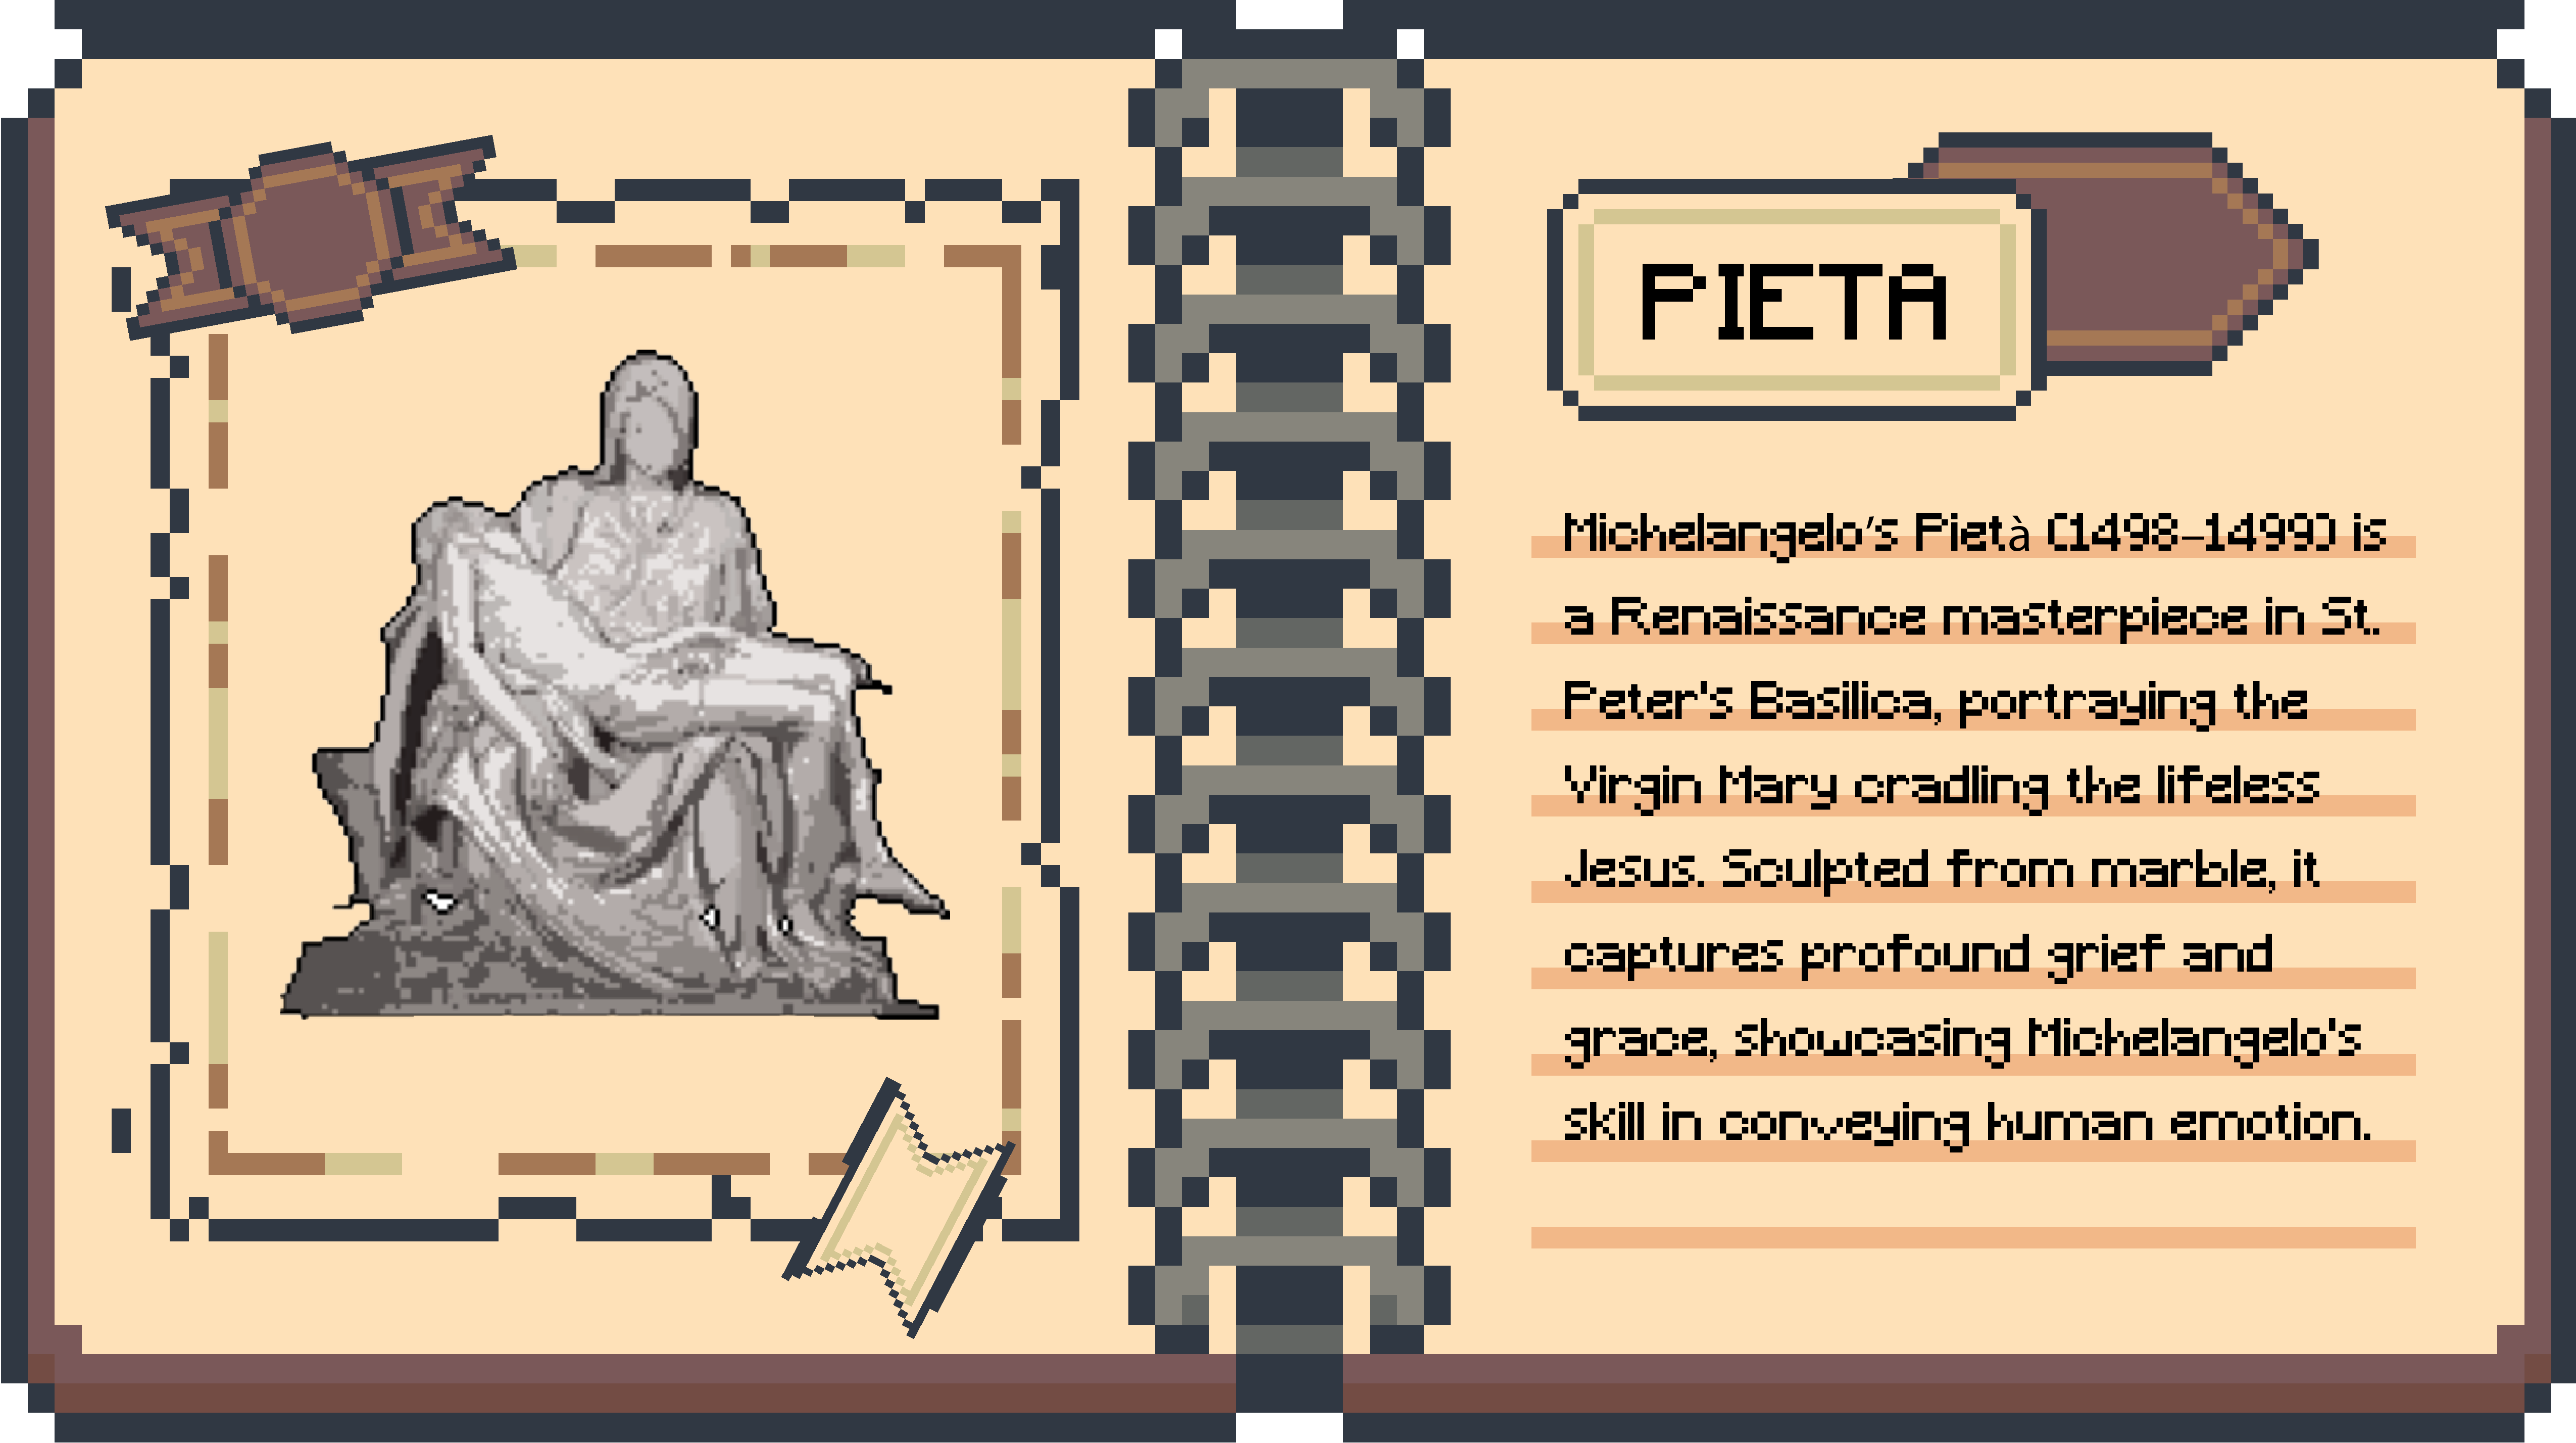 PIETA
Michelangelo’s Pietà (1498–1499) is
a Renaissance masterpiece in St.
Peter's Basilica, portraying the
Virgin Mary cradling the lifeless
Jesus. Sculpted from marble, it
captures profound grief and
grace, showcasing Michelangelo's
skill in conveying human emotion.